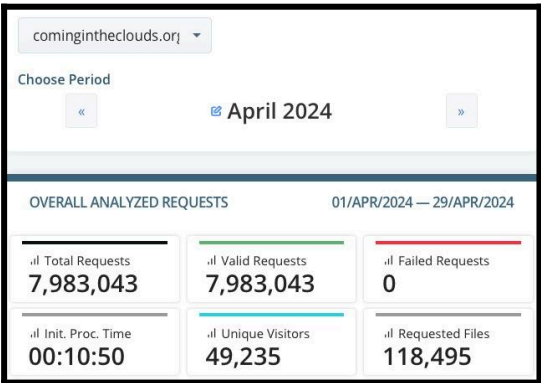 comingintheclouds.org
Choose Period
«
April 2024
»
OVERALL ANALYZED REQUESTS
01/APR/2024 — 29/APR/2024
Total Requests
Valid Requests
Failed Requests
7,983,043
7,983,043
0
Init. Proc. Time
Unique Visitors
Requested Files
00:10:50
49,235
118,495